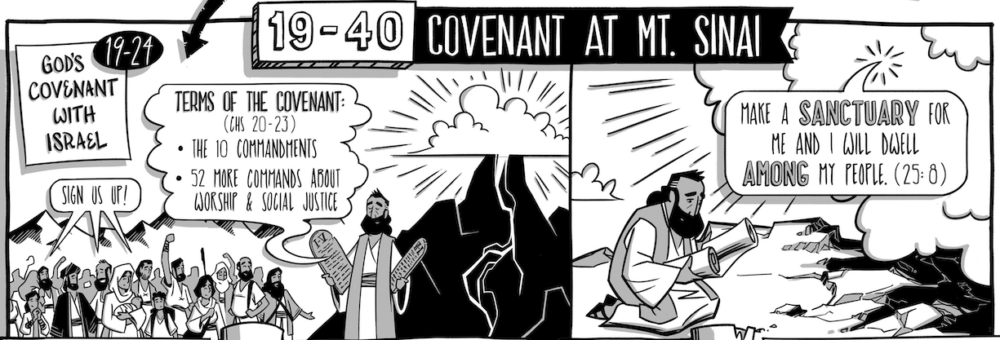 19-40 COVENANT AT MT. SINAI
19-24
GOD'S
COVENANT
WITH
ISRAEL
TERMS OF THE COVENANT:
(CHS 20-23)
• THE 10 COMMANDMENTS
• 52 MORE COMMANDS ABOUT
WORSHIP & SOCIAL JUSTICE
SIGN US UP!
I-V
MAKE A SANCTUARY FOR
ME AND I WILL DWELL
AMONG MY PEOPLE. (25:8)